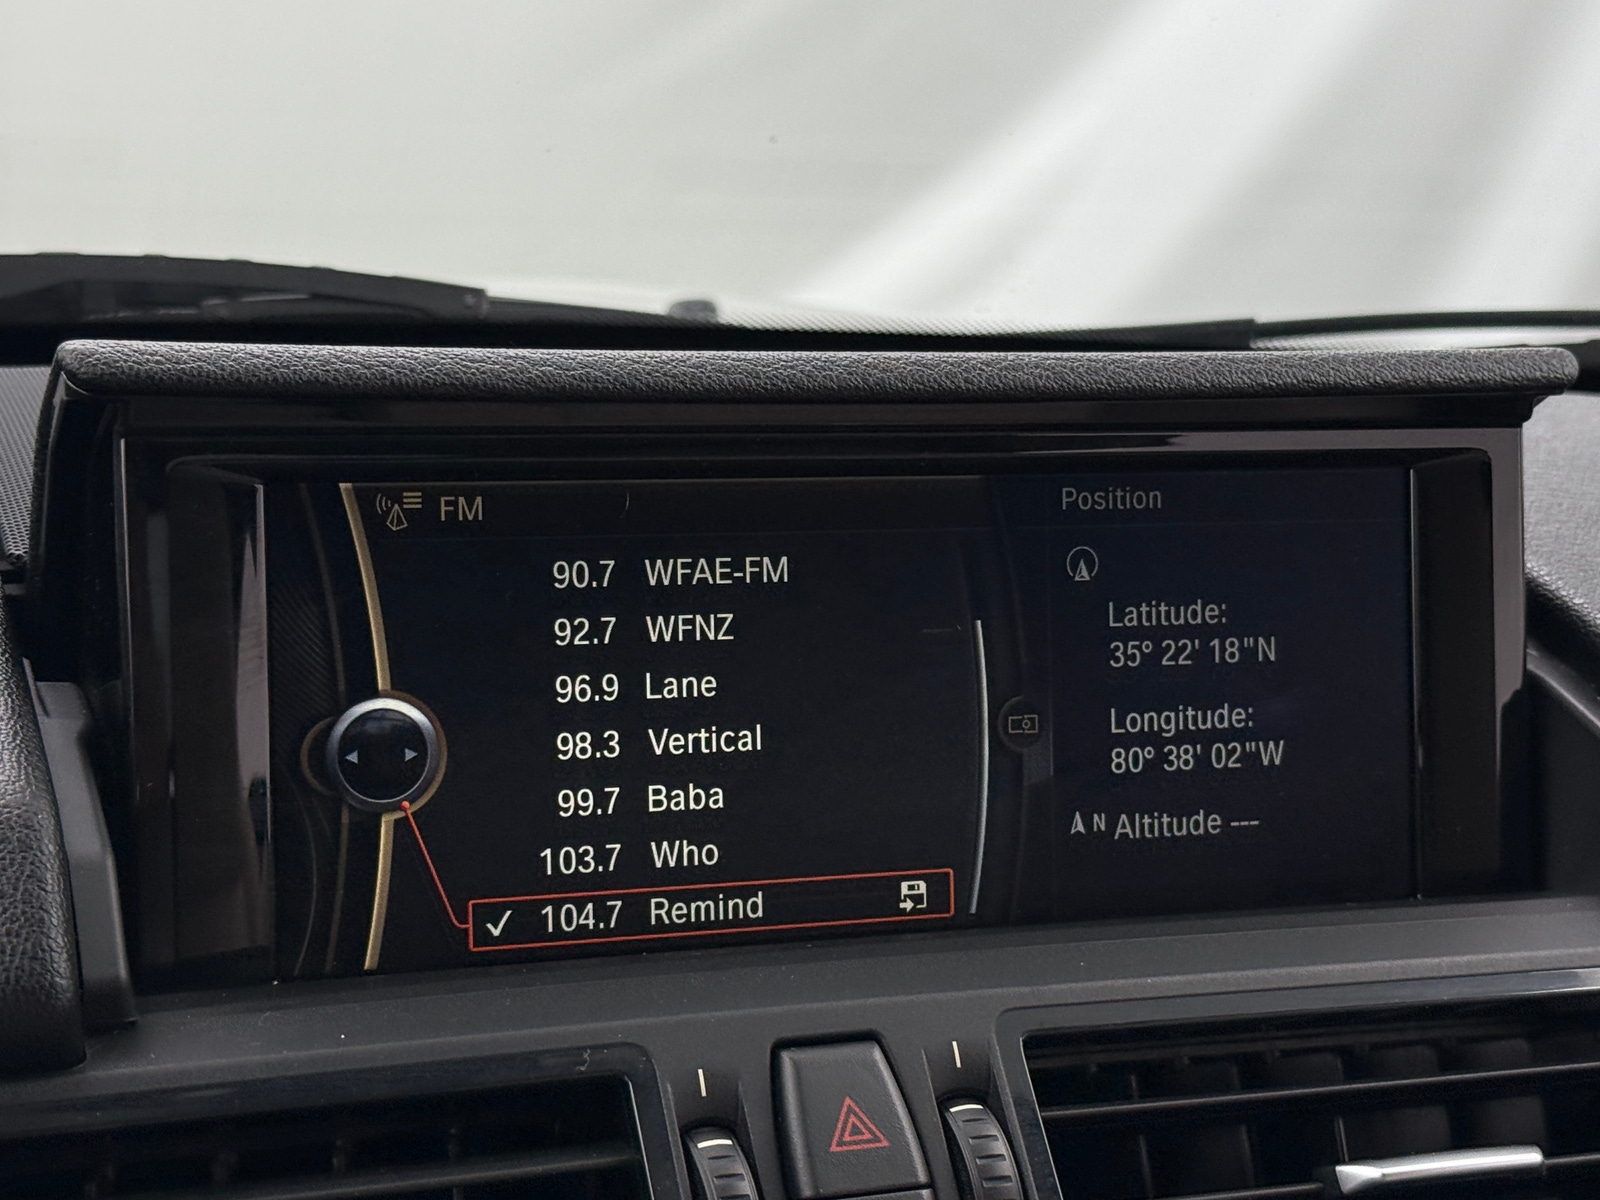 FM
90.7 WFAE-FM
92.7 WFNZ
96.9 Lane
98.3 Vertical
99.7 Baba
103.7 Who
✓ 104.7 Remind
Position
Latitude:
35° 22' 18"N
Longitude:
80° 38' 02"W
N Altitude ---